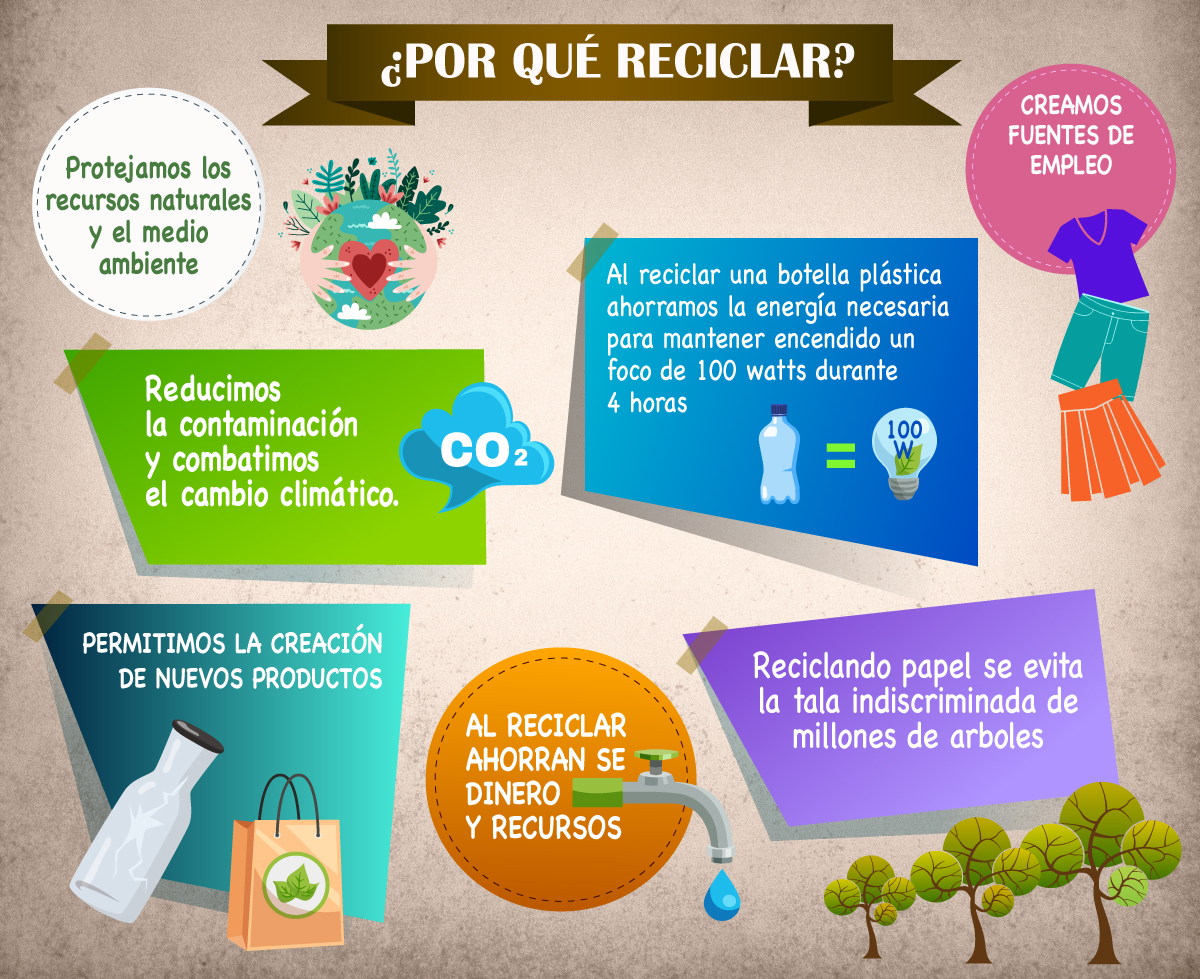 ¿POR QUÉ RECICLAR?
Protejamos los
recursos naturales
y el medio
ambiente
CREAMOS
FUENTES DE
EMPLEO
Al reciclar una botella plástica
ahorramos la energía necesaria
para mantener encendido un
foco de 100 watts durante
4 horas
100
W
Reducimos
la contaminación
y combatimos
el cambio climático.
CO2
PERMITIMOS LA CREACIÓN
DE NUEVOS PRODUCTOS
AL RECICLAR
AHORRAN SE
DINERO
Y RECURSOS
Reciclando papel se evita
la tala indiscriminada de
millones de arboles